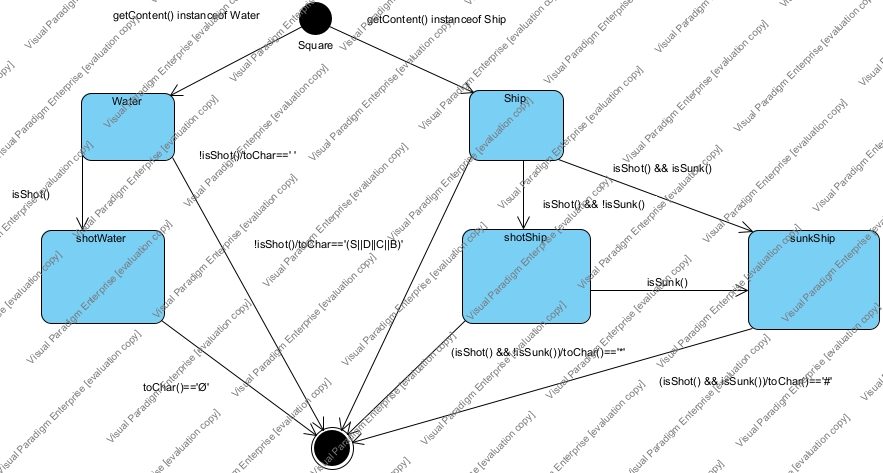 getContent() instanceof Water
getContent() instanceof Ship
Square
Water
Ship
!isShot()/toChar==' '
isShot() && isSunk()
isShot()
isShot() && !isSunk()
shotWater
!isShot()/toChar=='(S||D||C||B)'
shotShip
sunkShip
isSunk()
(isShot() && !isSunk())/toChar()=='*'
toChar()=='Ø'
(isShot() && isSunk())/toChar()=='#'
Visual Paradigm Enterprise [evaluation copy]